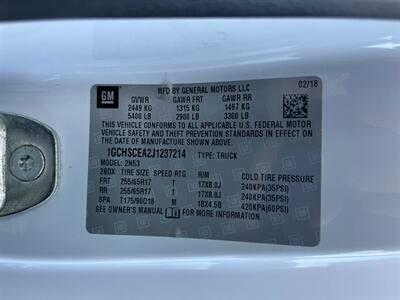 GM
MFD BY GENERAL MOTORS LLC
02/18
GVWR GAWR FRT GAWR RR
2449 KG 1315 KG 1497 KG
5400 LB 2900 LB 3300 LB
THIS VEHICLE CONFORMS TO ALL APPLICABLE U.S. FEDERAL MOTOR
VEHICLE SAFETY AND THEFT PREVENTION STANDARDS IN EFFECT ON
THE DATE OF MANUFACTURE SHOWN ABOVE.
1GCHSCEA2J1237214 TYPE: TRUCK
MODEL: 2N53
2BDX TIRE SIZE SPEED RTG RIM COLD TIRE PRESSURE
FRT 255/65R17 T 17X8.0J 240KPA(35PSI)
RR 255/65R17 T 17X8.0J 240KPA(35PSI)
SPA T175/90D18 M 18X4.5B 420KPA(60PSI)
SEE OWNER'S MANUAL FOR MORE INFORMATION.